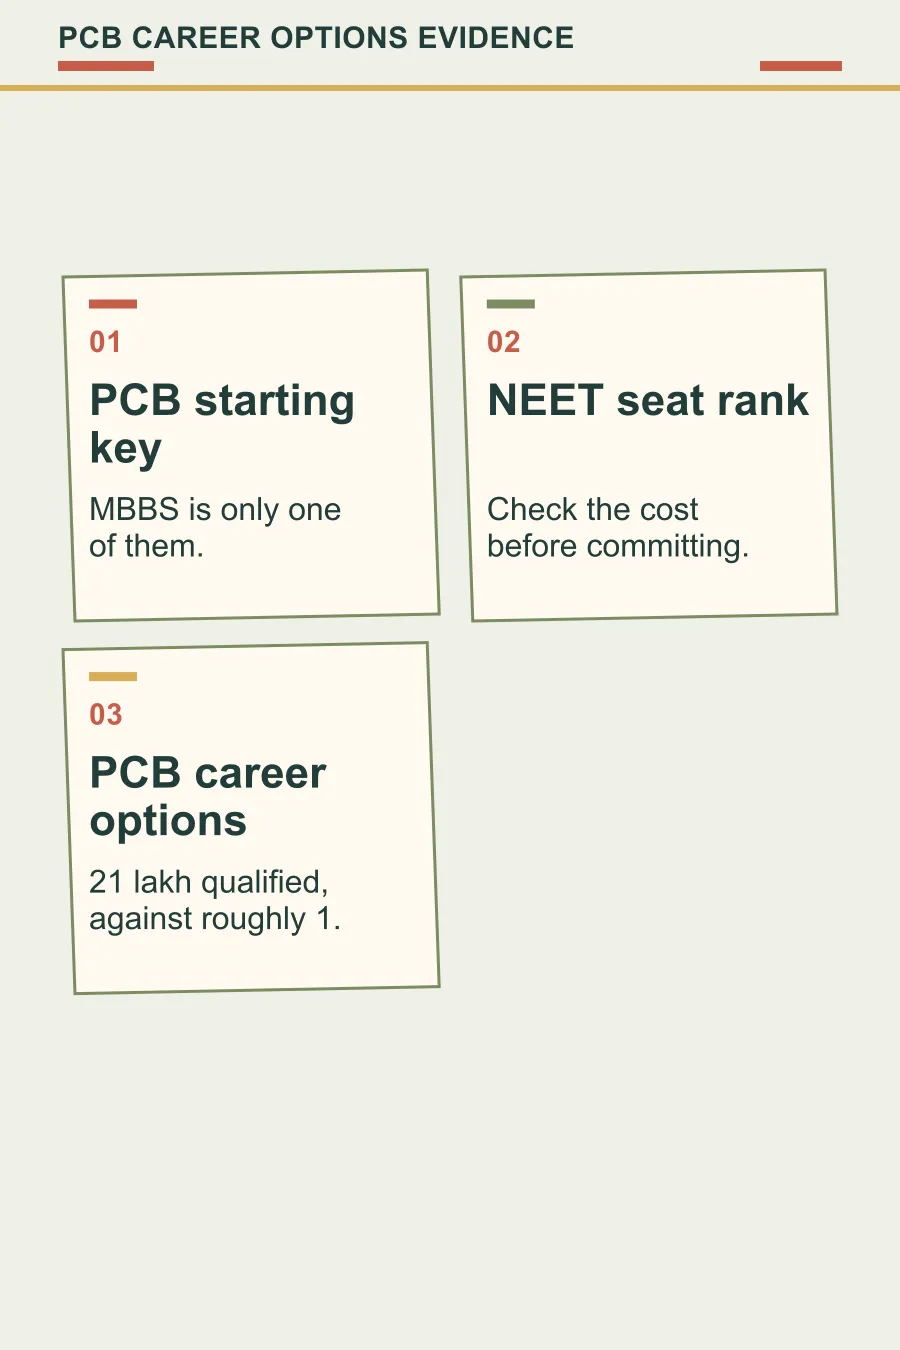 PCB CAREER OPTIONS EVIDENCE
01
PCB starting
key
MBBS is only one
of them.
02
NEET seat rank
Check the cost
before committing.
03
PCB career
options
21 lakh qualified,
against roughly 1.